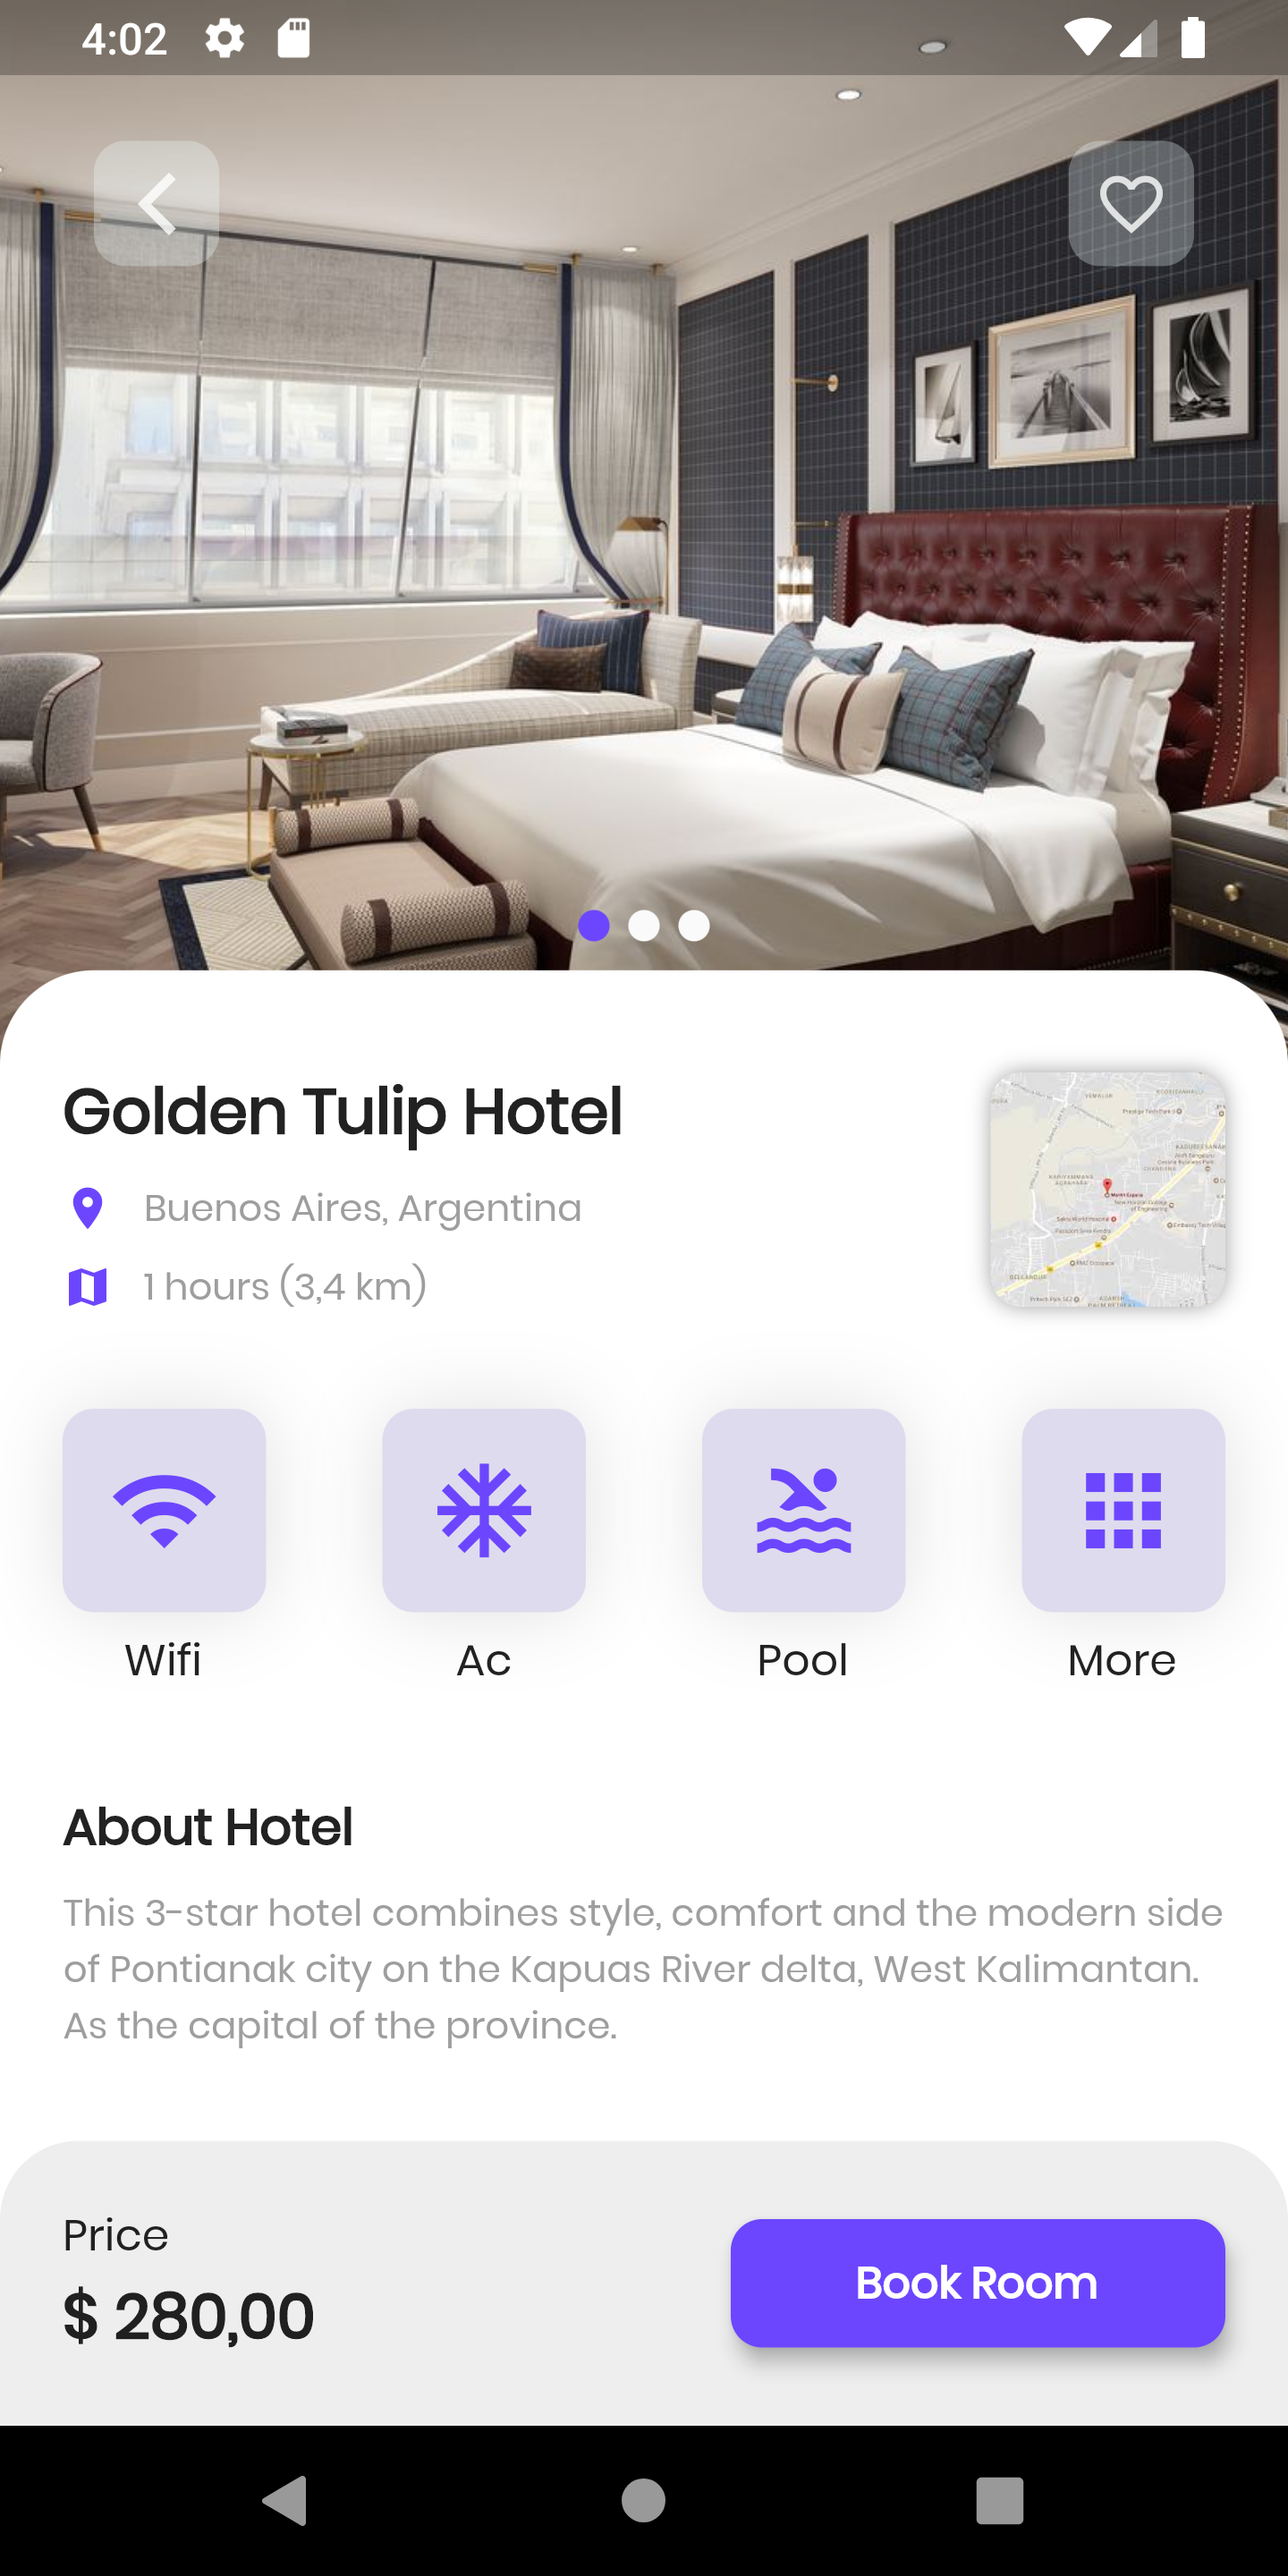 4:02
Golden Tulip Hotel
Buenos Aires, Argentina
1 hours (3,4 km)
Wifi
Ac
Pool
More
About Hotel
This 3-star hotel combines style, comfort and the modern side
of Pontianak city on the Kapuas River delta, West Kalimantan.
As the capital of the province.
Price
$ 280,00
Book Room